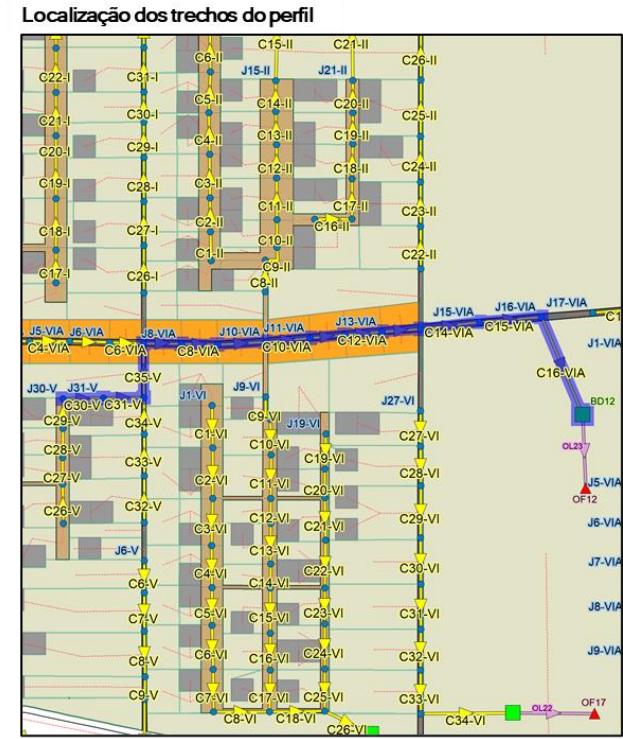 Localização dos trechos do perfil
C15-II C21-II
C6-II C26-II
C22-I C31-I J15-II J21-II
C5-II C14-II C20-II
C30-I C25-II
C21-I C4-II C13-II C19-II
C20-I C29-I
C12-II C18-II C24-II
C19-I C28-I C3-II
C11-II C17-II C23-II
C18-I C27-I C2-II C16-II
C10-II
C1-II C22-II
C17-I C26-I C9-II
C8-II
J5-VIA J6-VIA J8-VIA J10-VIA J11-VIA J13-VIA J15-VIA J16-VIA J17-VIA
C4-VIA C6-VIA C8-VIA C10-VIA C12-VIA C14-VIA C15-VIA C1
J1-VIA
C35-V C16-VIA
J30-V J31-V J1-VI J9-VI J27-VI BD12
C30-V C31-V
C29-V C34-V C9-VI J19-VI
C1-VI C10-VI C27-VI
C28-V C33-V C19-VI OL23
C27-V C2-VI C11-VI C20-VI C28-VI J5-VIA
OF12
C26-V C32-V C12-VI C21-VI C29-VI J6-VIA
C3-VI
J6-V C13-VI J7-VIA
C6-V C4-VI C14-VI C22-VI C30-VI
C7-V C5-VI C15-VI C23-VI C31-VI J8-VIA
C8-V C6-VI C16-VI C24-VI C32-VI J9-VIA
C9-V C7-VI C17-VI C25-VI C33-VI OF17
C8-VI C18-VI C26-VI C34-VI OL22